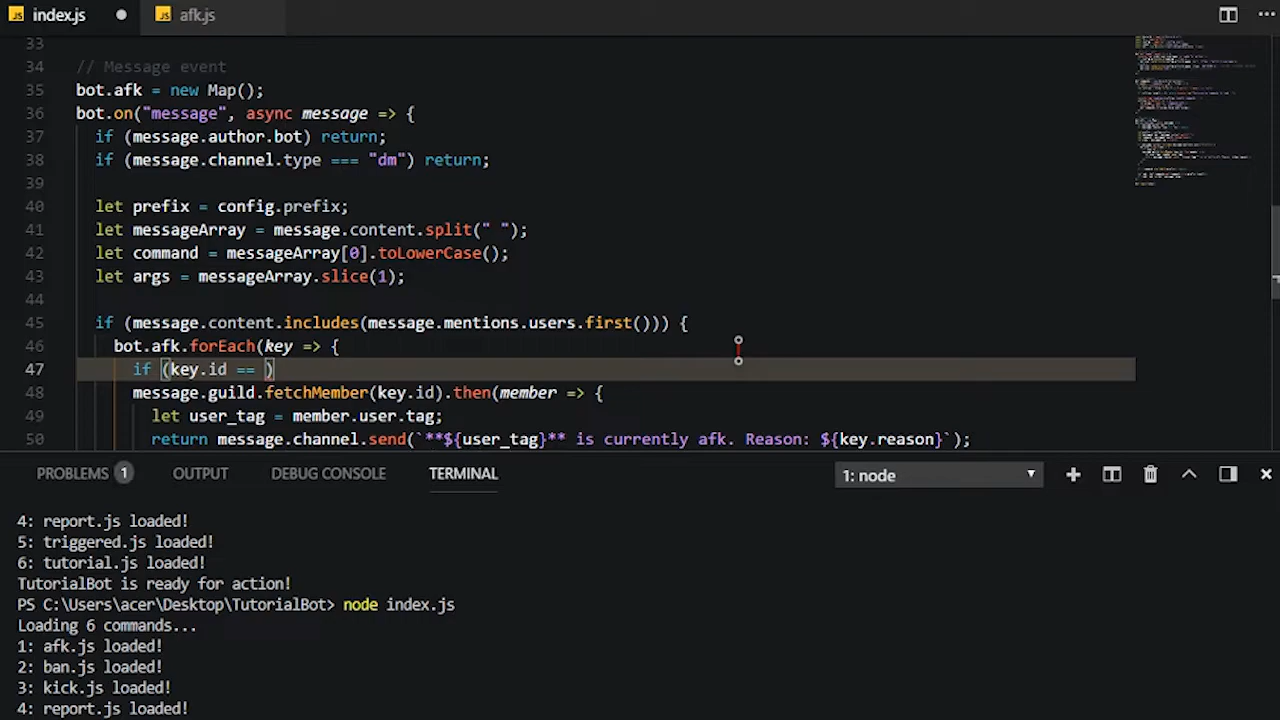 index.js
afk.js
33
34 // Message event
35 bot.afk = new Map();
36 bot.on("message", async message => {
37 if (message.author.bot) return;
38 if (message.channel.type === "dm") return;
39
40 let prefix = config.prefix;
41 let messageArray = message.content.split(" ");
42 let command = messageArray[0].toLowerCase();
43 let args = messageArray.slice(1);
44
45 if (message.content.includes(message.mentions.users.first())) {
46 bot.afk.forEach(key => {
47 if (key.id == )
48 message.guild.fetchMember(key.id).then(member => {
49 let user_tag = member.user.tag;
50 return message.channel.send(`**${user_tag}** is currently afk. Reason: ${key.reason}`);
PROBLEMS 1 OUTPUT DEBUG CONSOLE TERMINAL 1: node
4: report.js loaded!
5: triggered.js loaded!
6: tutorial.js loaded!
TutorialBot is ready for action!
PS C:\Users\acer\Desktop\TutorialBot> node index.js
Loading 6 commands...
1: afk.js loaded!
2: ban.js loaded!
3: kick.js loaded!
4: report.js loaded!